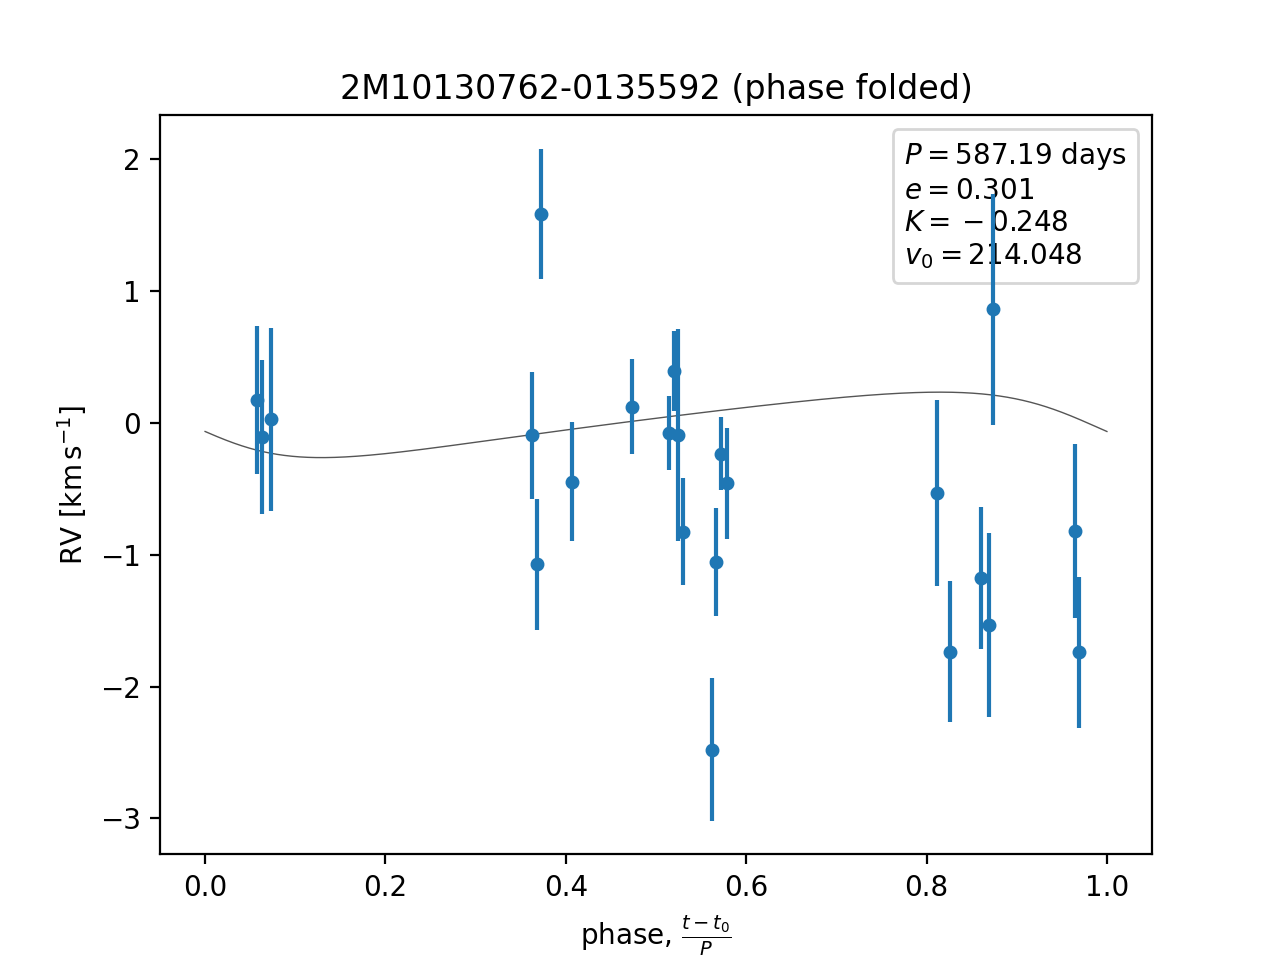 2M10130762-0135592 (phase folded)
P = 587.19 days
e = 0.301
K = −0.248
v₀ = 214.048
RV [km s⁻¹]
2
1
0
−1
−2
−3
0.0 0.2 0.4 0.6 0.8 1.0
phase, (t − t₀)/P